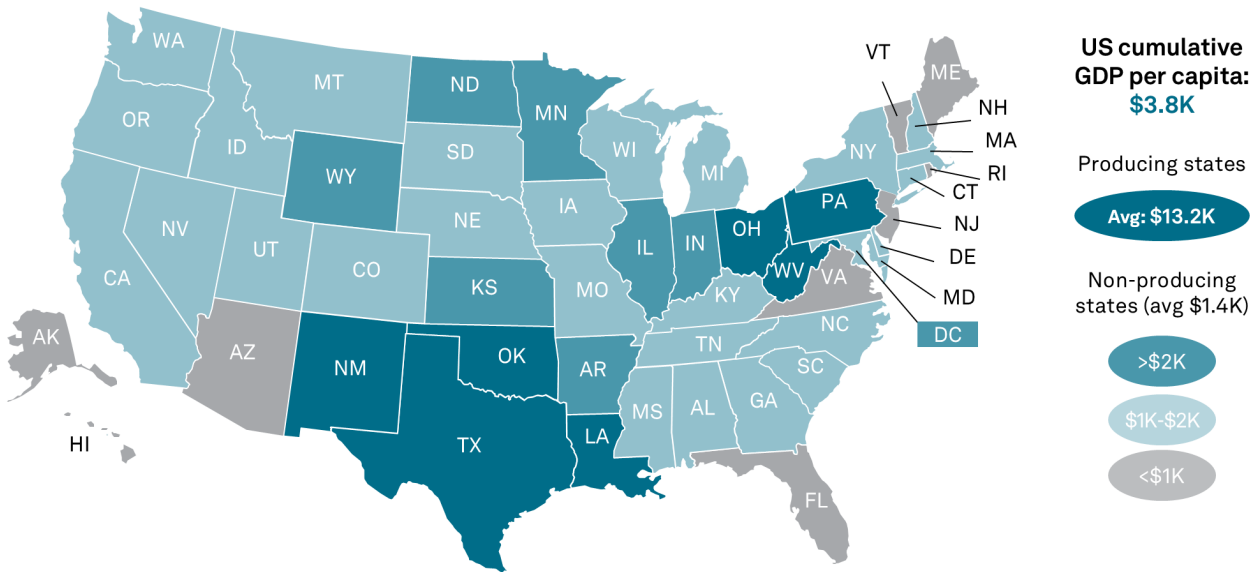 WA
MT
ND
MN
VT
ME
NH
MA
RI
CT
NJ
DE
MD
DC
OR
ID
WY
SD
WI
MI
NY
PA
NV
UT
CO
NE
IA
IL
IN
OH
WV
VA
CA
KS
MO
KY
NC
AK
AZ
NM
OK
AR
TN
SC
HI
TX
LA
MS
AL
GA
FL
US cumulative
GDP per capita:
$3.8K
Producing states
Avg: $13.2K
Non-producing
states (avg $1.4K)
>$2K
$1K-$2K
<$1K